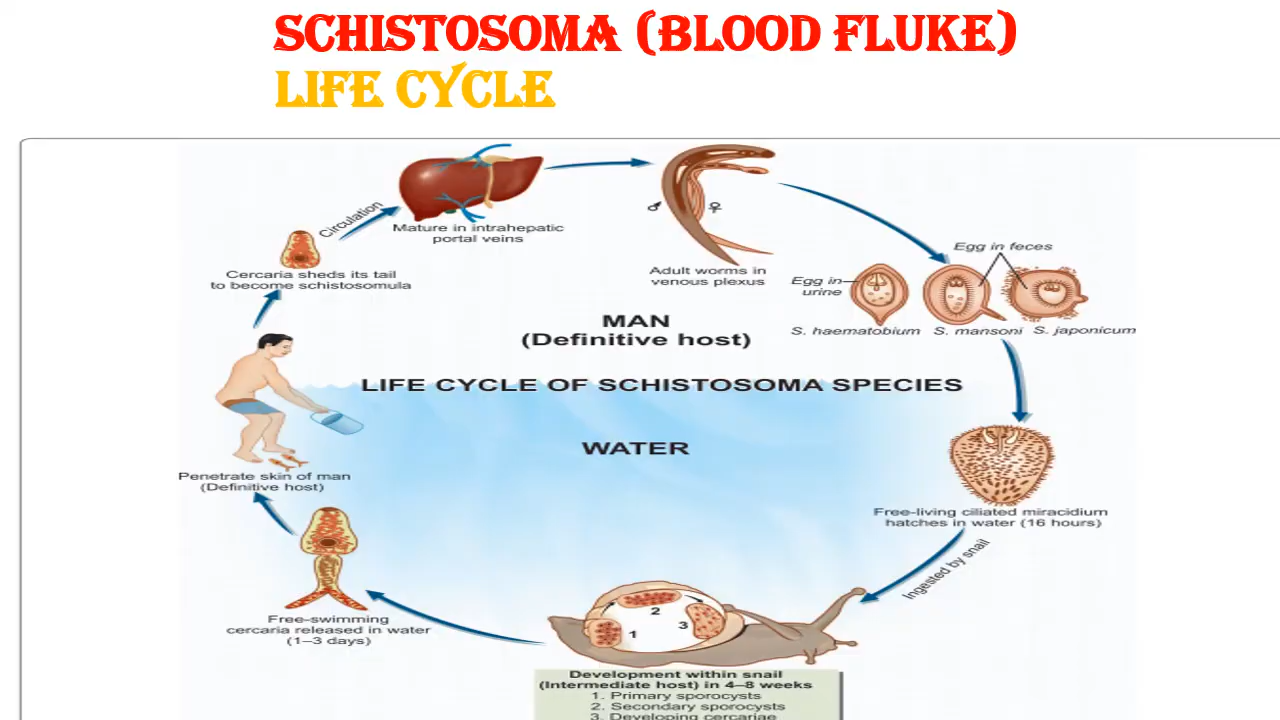 SCHISTOSOMA (BLOOD FLUKE)
LIFE CYCLE
Circulation
Mature in intrahepatic
portal veins
Cercaria sheds its tail
to become schistosomula
♂
♀
Adult worms in
venous plexus
Egg in feces
Egg in
urine
S. haematobium
S. mansoni
S. japonicum
MAN
(Definitive host)
LIFE CYCLE OF SCHISTOSOMA SPECIES
WATER
Penetrate skin of man
(Definitive host)
Free-living ciliated miracidium
hatches in water (16 hours)
Ingested by snail
Free-swimming
cercaria released in water
(1–3 days)
1
2
3
Development within snail
(Intermediate host) in 4–8 weeks
1. Primary sporocysts
2. Secondary sporocysts
3. Developing cercariae